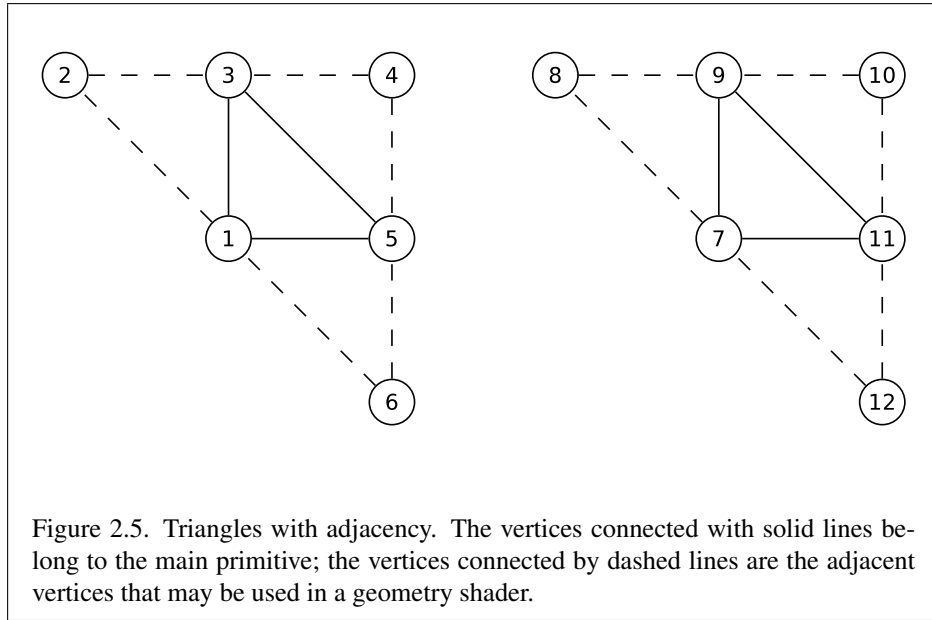 2 3 4 8 9 10
1 5 7 11
6 12
Figure 2.5. Triangles with adjacency. The vertices connected with solid lines be-
long to the main primitive; the vertices connected by dashed lines are the adjacent
vertices that may be used in a geometry shader.